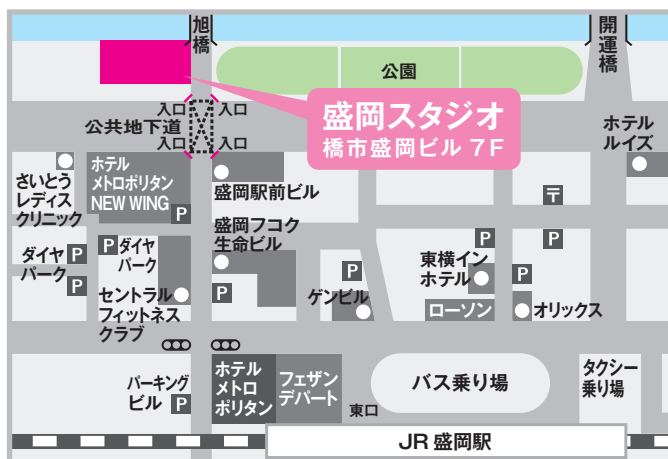 旭橋
開運橋
公園
入口
入口
公共地下道
入口
入口
盛岡スタジオ
橋市盛岡ビル 7F
ホテル
ルイズ
さいとう
レディス
クリニック
ホテル
メトロポリタン
NEW WING
P
盛岡駅前ビル
〒
盛岡フコク
生命ビル
ダイヤ
パーク
P
P
P
ダイヤ
パーク
P
P
P
P
P
東横イン
ホテル
セントラル
フィットネス
クラブ
ゲンビル
ローソン
オリックス
パーキング
ビル
P
ホテル
メトロ
ポリタン
フェザン
デパート
東口
バス乗り場
タクシー
乗り場
JR 盛岡駅